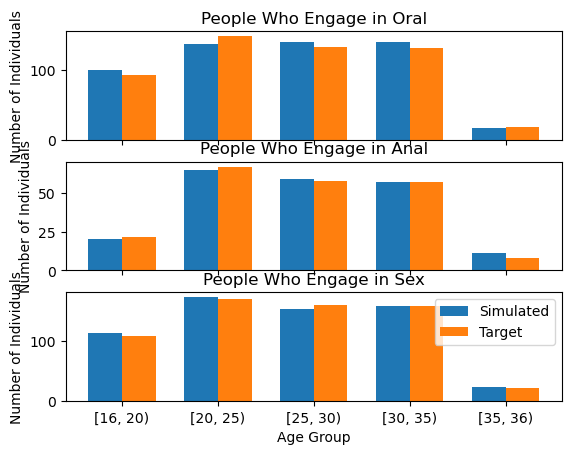 People Who Engage in Oral
Number of Individuals
100
0
People Who Engage in Anal
Number of Individuals
50
25
0
People Who Engage in Sex
Number of Individuals
100
0
Simulated
Target
[16, 20)
[20, 25)
[25, 30)
[30, 35)
[35, 36)
Age Group